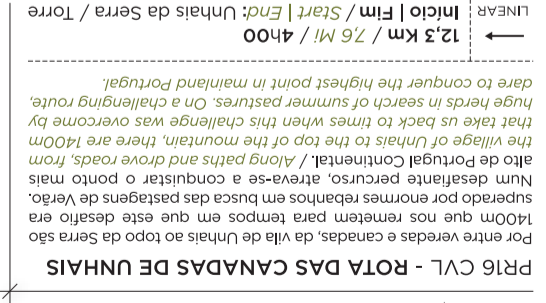 PR16 CVL - ROTA DAS CANADAS DE UNHAIS
Por entre veredas e canadas, da vila de Unhais ao topo da Serra são
1400m que nos remetem para tempos em que este desafio era
superado por enormes rebanhos em busca das pastagens de Verão.
Num desafiante percurso, atreva-se a conquistar o ponto mais
alto de Portugal Continental. / Along paths and drove roads, from
the village of Unhais to the top of the mountain, there are 1400m
that take us back to times when this challenge was overcome by
huge herds in search of summer pastures. On a challenging route,
dare to conquer the highest point in mainland Portugal.
12,3 Km / 7,6 Mi / 4h00
LINEAR
Início | Fim / Start | End: Unhais da Serra / Torre